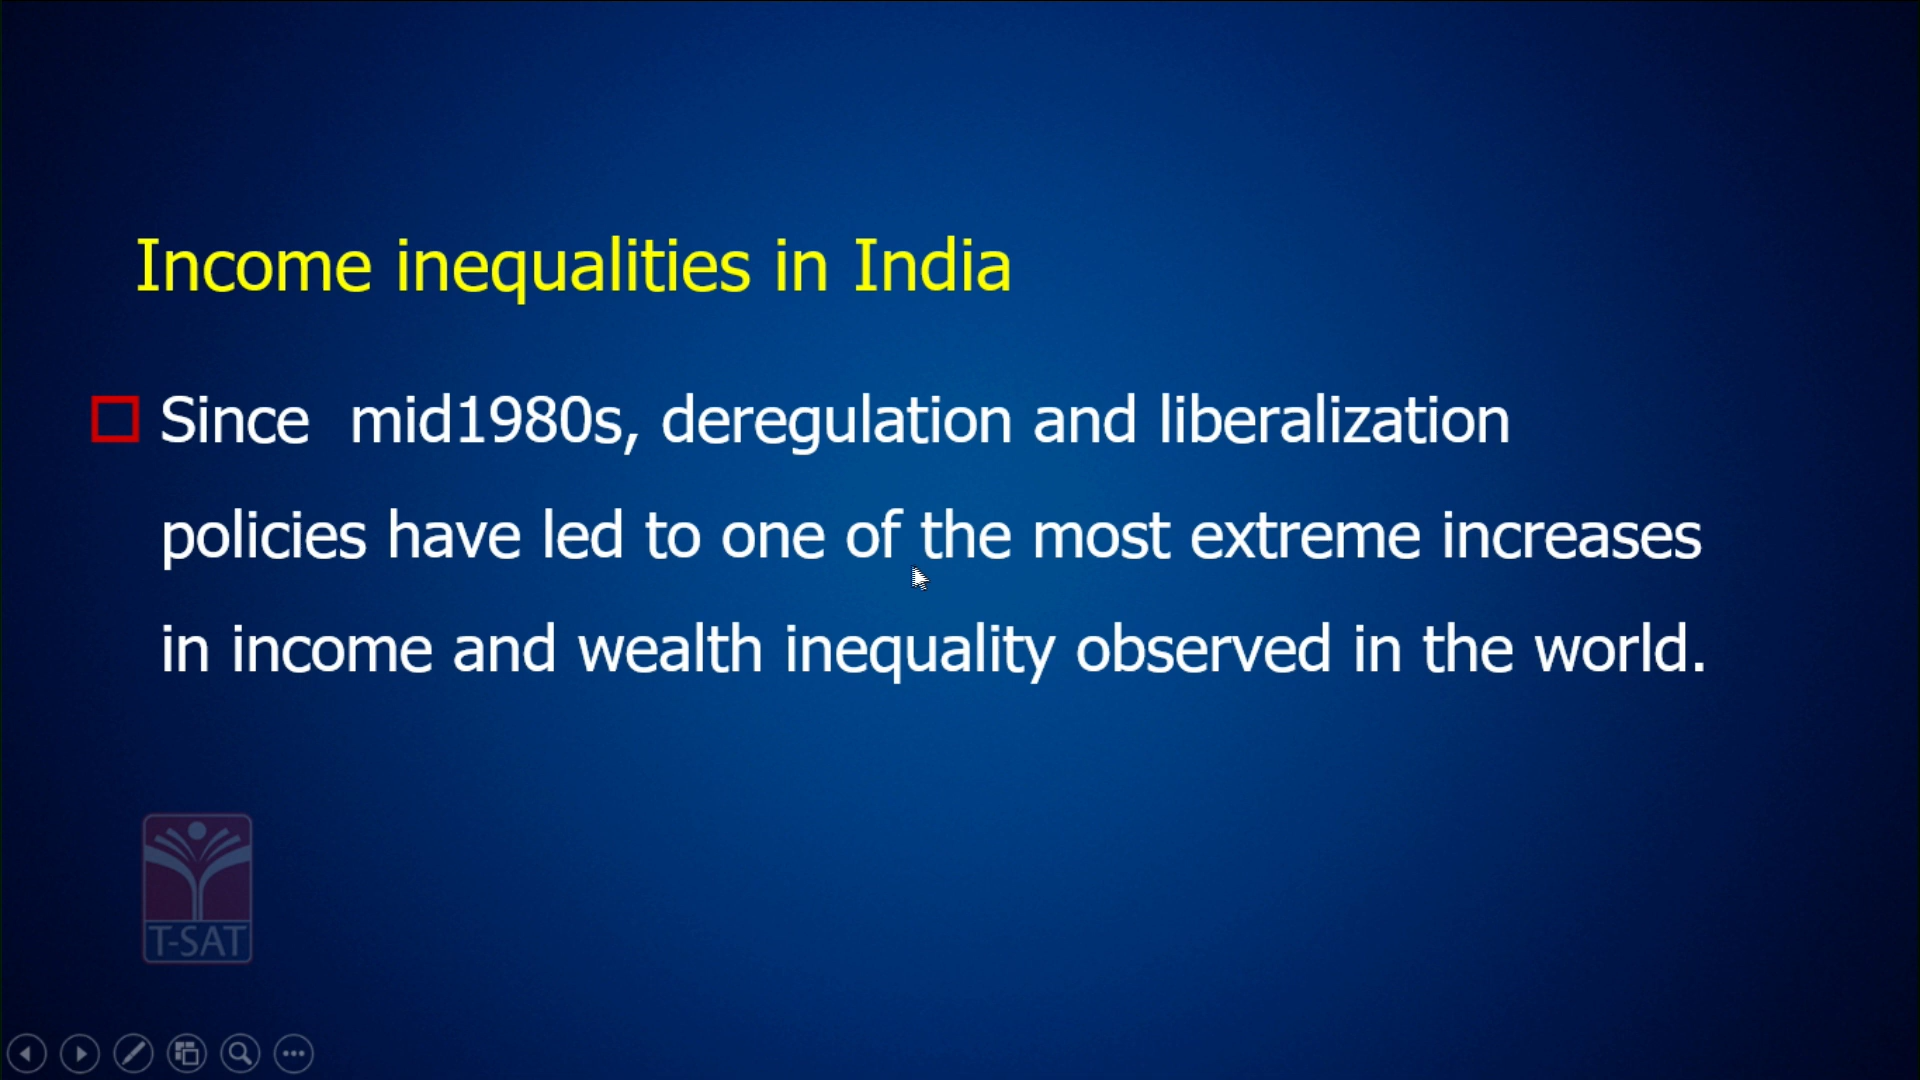 Income inequalities in India
Since  mid1980s, deregulation and liberalization
policies have led to one of the most extreme increases
in income and wealth inequality observed in the world.
T-SAT